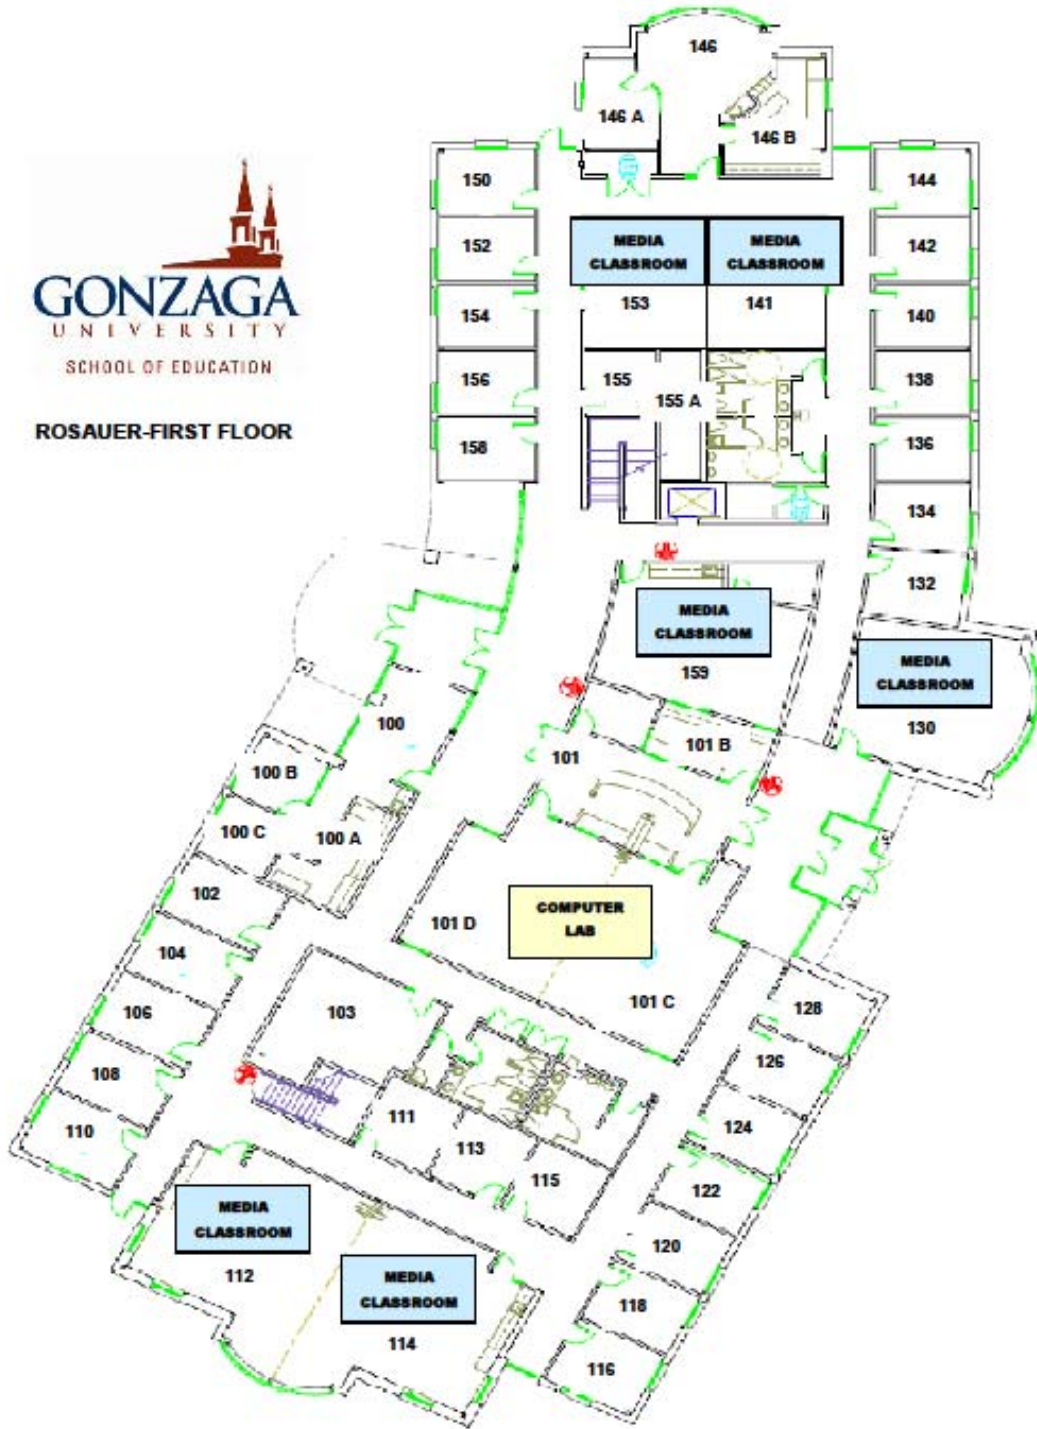 146
146 A
146 B
150
144
152
MEDIA
CLASSROOM
MEDIA
CLASSROOM
142
153
141
154
140
GONZAGA
UNIVERSITY
SCHOOL OF EDUCATION
ROSAUER-FIRST FLOOR
156
155
155 A
138
158
136
134
132
MEDIA
CLASSROOM
159
MEDIA
CLASSROOM
130
100
101
101 B
100 B
100 C
100 A
102
COMPUTER
LAB
101 D
104
101 C
106
103
128
108
126
110
111
113
124
115
122
MEDIA
CLASSROOM
112
120
MEDIA
CLASSROOM
114
118
116